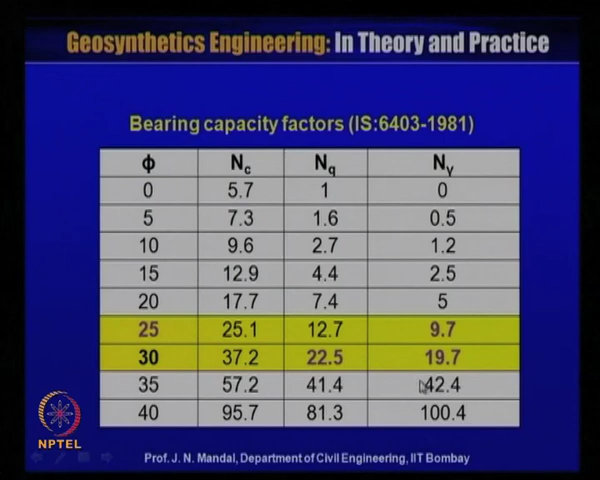 Geosynthetics Engineering: In Theory and Practice
Bearing capacity factors (IS:6403-1981)
ϕ Nc Nq Nγ
0 5.7 1 0
5 7.3 1.6 0.5
10 9.6 2.7 1.2
15 12.9 4.4 2.5
20 17.7 7.4 5
25 25.1 12.7 9.7
30 37.2 22.5 19.7
35 57.2 41.4 42.4
40 95.7 81.3 100.4
NPTEL
Prof. J. N. Mandal, Department of Civil Engineering, IIT Bombay